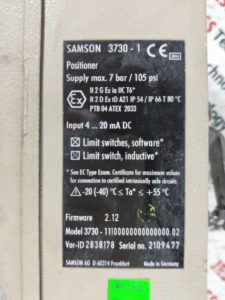 SAMSON 3730 - 1 CE
Positioner
Supply max. 7 bar / 105 psi
Ex II 2 G Ex ia IIC T6*
II 2 D Ex tD A21 IP 54 / IP 66 T 80 °C
PTB 04 ATEX 2033
Input 4 .. 20 mA DC
Limit switches, software*
Limit switch, inductive*
* See EC Type Exam. Certificate for maximum values
for connection to certified intrinsically safe circuits
-20 (-40) °C ≤ Ta* ≤ +55 °C
Firmware 2.12
Model 3730 -
Var-ID 2838178 Serial no. 2109477
SAMSON AG D-60314 Frankfurt Made in Germany